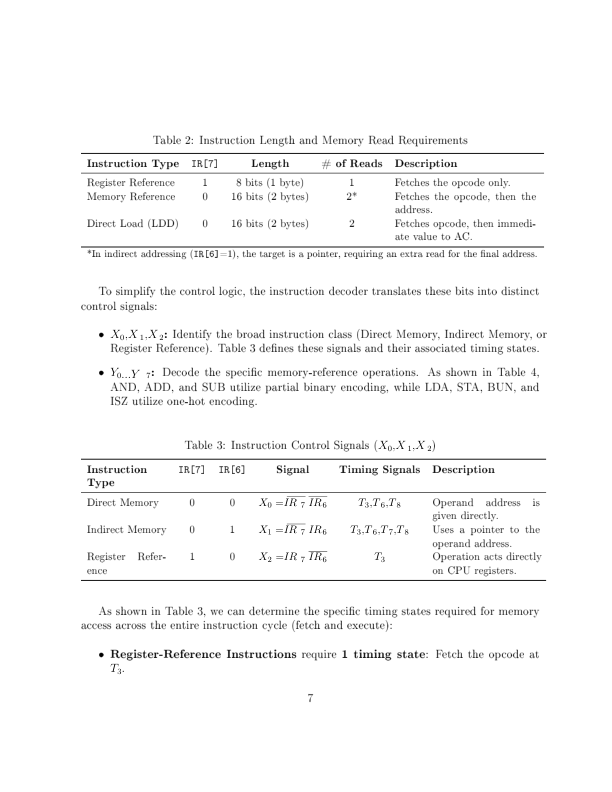 Table 2: Instruction Length and Memory Read Requirements
Instruction Type IR[7] Length # of Reads Description
Register Reference 1 8 bits (1 byte) 1 Fetches the opcode only.
Memory Reference 0 16 bits (2 bytes) 2* Fetches the opcode, then the
address.
Direct Load (LDD) 0 16 bits (2 bytes) 2 Fetches opcode, then immedi-
ate value to AC.
*In indirect addressing (IR[6]=1), the target is a pointer, requiring an extra read for the final address.
To simplify the control logic, the instruction decoder translates these bits into distinct
control signals:
• X₀,X₁,X₂: Identify the broad instruction class (Direct Memory, Indirect Memory, or
Register Reference). Table 3 defines these signals and their associated timing states.
• Y₀...Y₇: Decode the specific memory-reference operations. As shown in Table 4,
AND, ADD, and SUB utilize partial binary encoding, while LDA, STA, BUN, and
ISZ utilize one-hot encoding.
Table 3: Instruction Control Signals (X₀,X₁,X₂)
Instruction IR[7] IR[6] Signal Timing Signals Description
Type
Direct Memory 0 0 X₀ =I̅R̅₇ I̅R̅₆ T₃,T₆,T₈ Operand address is
given directly.
Indirect Memory 0 1 X₁ =I̅R̅₇ IR₆ T₃,T₆,T₇,T₈ Uses a pointer to the
operand address.
Register Refer- 1 0 X₂ =IR₇ I̅R̅₆ T₃ Operation acts directly
ence on CPU registers.
As shown in Table 3, we can determine the specific timing states required for memory
access across the entire instruction cycle (fetch and execute):
• Register-Reference Instructions require 1 timing state: Fetch the opcode at
T₃.
7